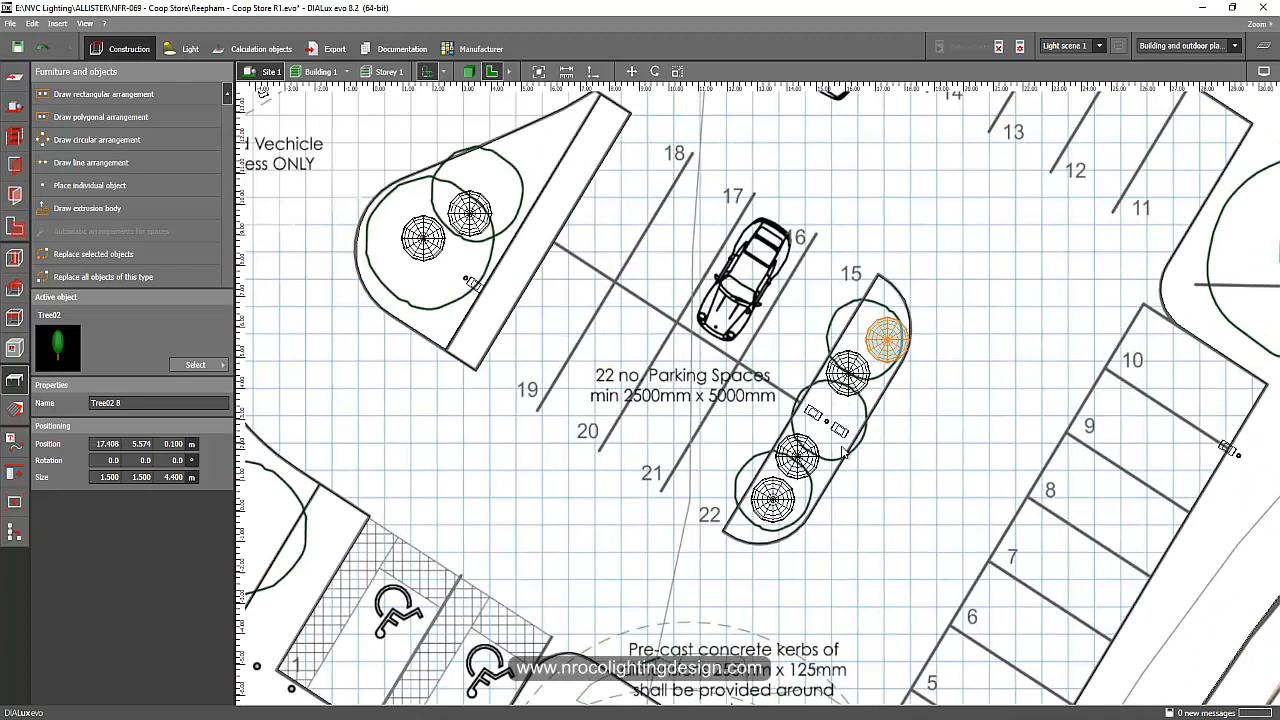 E:\NVC Lighting\ALLISTER\NFR-069 - Coop Store\Reepham - Coop Store R1.evo* - DIALux evo 8.2 (64-bit)
File Edit Insert View ?
Zoom
Construction Light Calculation objects Export Documentation Manufacturer
Light scene 1 Building and outdoor pla...
Furniture and objects
Site 1 Building 1 Storey 1
Draw rectangular arrangement
Draw polygonal arrangement
Draw circular arrangement
Draw line arrangement
Place individual object
Draw extrusion body
Automatic arrangements for spaces
Replace selected objects
Replace all objects of this type
Active object
Tree02
Select
Properties
Name Tree02 8
Positioning
Position 17.408 5.574 0.100 m
Rotation 0.0 0.0 0.0 °
Size 1.500 1.500 4.400 m
Vechicle
ess ONLY
18
17
16
15
14
13
12
11
10
9
8
7
6
5
19
20
21
22
1
22 no. Parking Spaces
min 2500mm x 5000mm
Pre-cast concrete kerbs of
x 125mm
shall be provided around
www.nrocolightingdesign.com
DIALuxevo
0 new messages